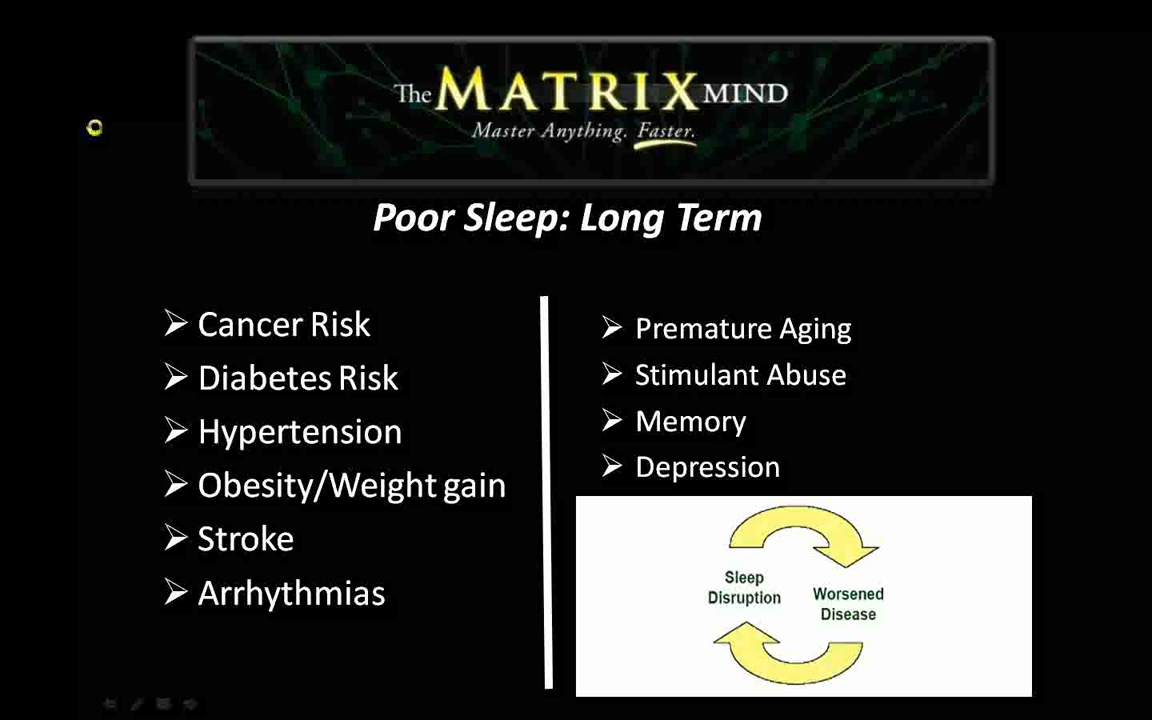 The MATRIX MIND
Master Anything. Faster.
Poor Sleep: Long Term
Cancer Risk
Diabetes Risk
Hypertension
Obesity/Weight gain
Stroke
Arrhythmias
Premature Aging
Stimulant Abuse
Memory
Depression
Sleep
Disruption
Worsened
Disease